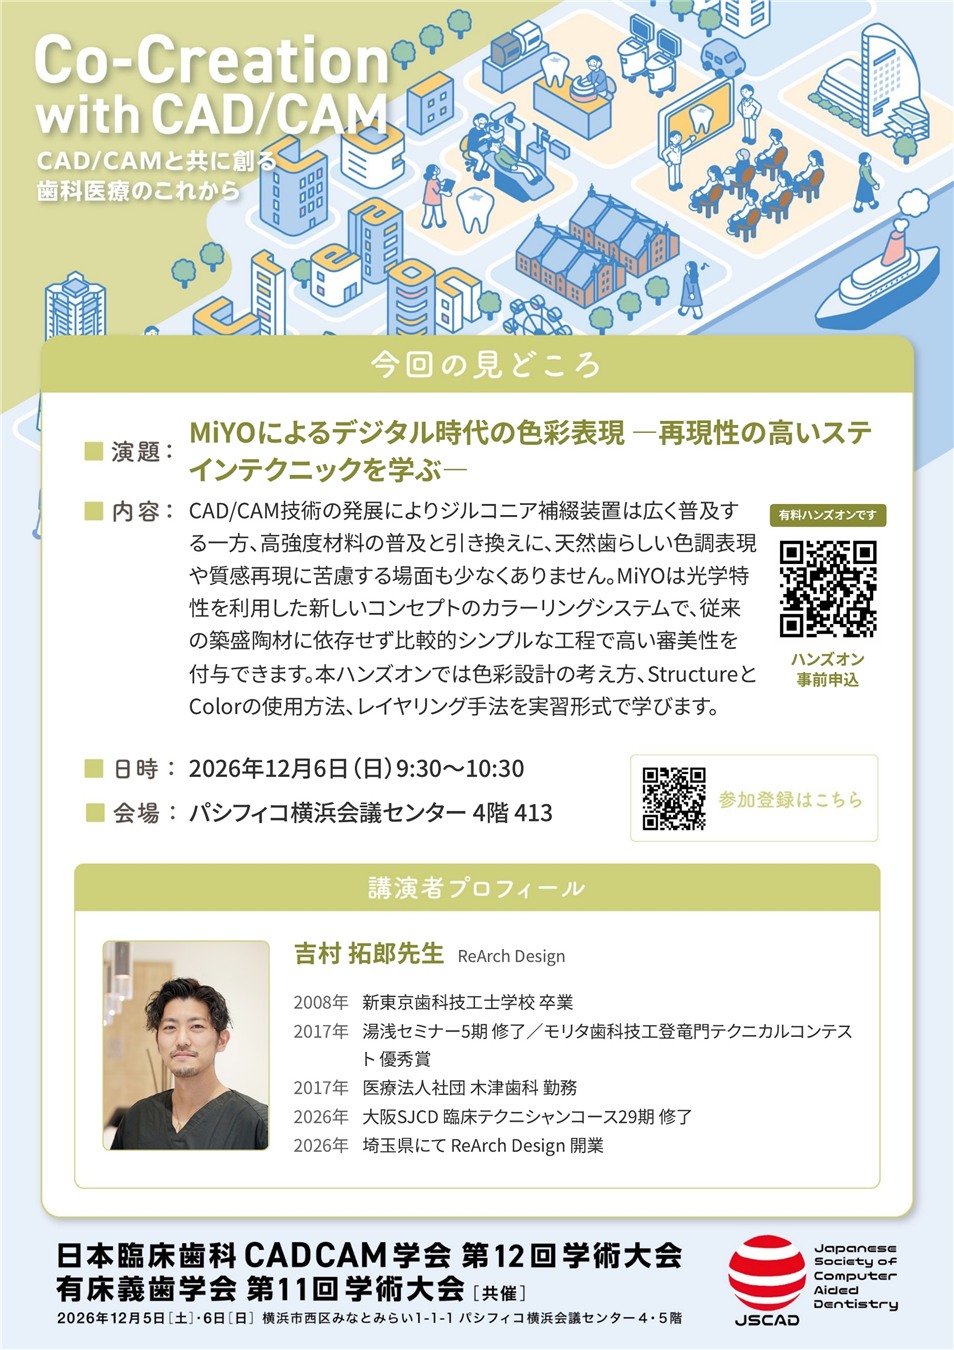 Co-Creation
with CAD/CAM
CAD/CAMと共に創る
歯科医療のこれから
今回の見どころ
演題：
MiYOによるデジタル時代の色彩表現 ―再現性の高いステ
インテクニックを学ぶ―
内容：
CAD/CAM技術の発展によりジルコニア補綴装置は広く普及す
る一方、高強度材料の普及と引き換えに、天然歯らしい色調表現
や質感再現に苦慮する場面も少なくありません。MiYOは光学特
性を利用した新しいコンセプトのカラーリングシステムで、従来
の築盛陶材に依存せず比較的シンプルな工程で高い審美性を
付与できます。本ハンズオンでは色彩設計の考え方、Structureと
Colorの使用方法、レイヤリング手法を実習形式で学びます。
有料ハンズオンです
ハンズオン
事前申込
日時：
2026年12月6日（日）9:30〜10:30
会場：
パシフィコ横浜会議センター 4階 413
参加登録はこちら
講演者プロフィール
吉村 拓郎先生 ReArch Design
2008年 新東京歯科技工士学校 卒業
2017年 湯浅セミナー5期 修了／モリタ歯科技工登竜門テクニカルコンテス
ト 優秀賞
2017年 医療法人社団 木津歯科 勤務
2026年 大阪SJCD 臨床テクニシャンコース29期 修了
2026年 埼玉県にて ReArch Design 開業
日本臨床歯科CADCAM学会 第12回学術大会
有床義歯学会 第11回学術大会［共催］
2026年12月5日［土］・6日［日］ 横浜市西区みなとみらい1-1-1 パシフィコ横浜会議センター4・5階
JSCAD
Japanese
Society of
Computer
Aided
Dentistry